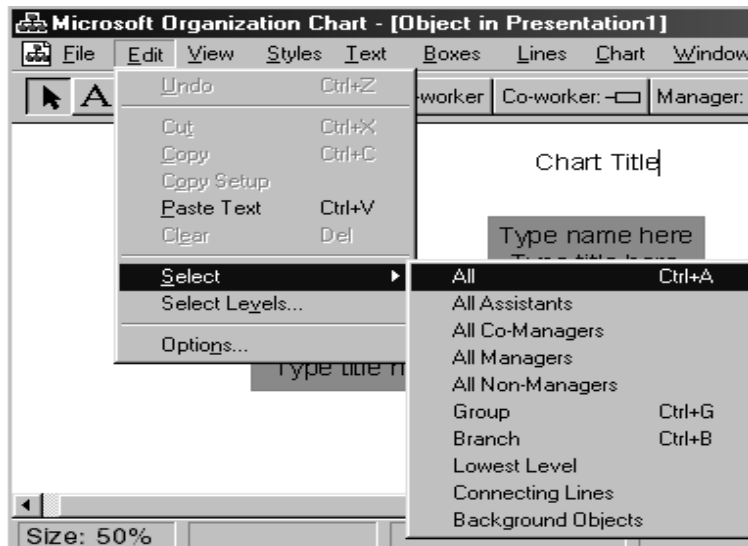 Microsoft Organization Chart - [Object in Presentation1]
File Edit View Styles Text Boxes Lines Chart Window
A -worker Co-worker: Manager:
Undo Ctrl+Z
Cut Ctrl+X
Copy Ctrl+C
Copy Setup
Paste Text Ctrl+V
Clear Del
Select
Select Levels...
Options...
Chart Title
Type name here
Type title here
All Ctrl+A
All Assistants
All Co-Managers
All Managers
All Non-Managers
Group Ctrl+G
Branch Ctrl+B
Lowest Level
Connecting Lines
Background Objects
Type title h
Size: 50%